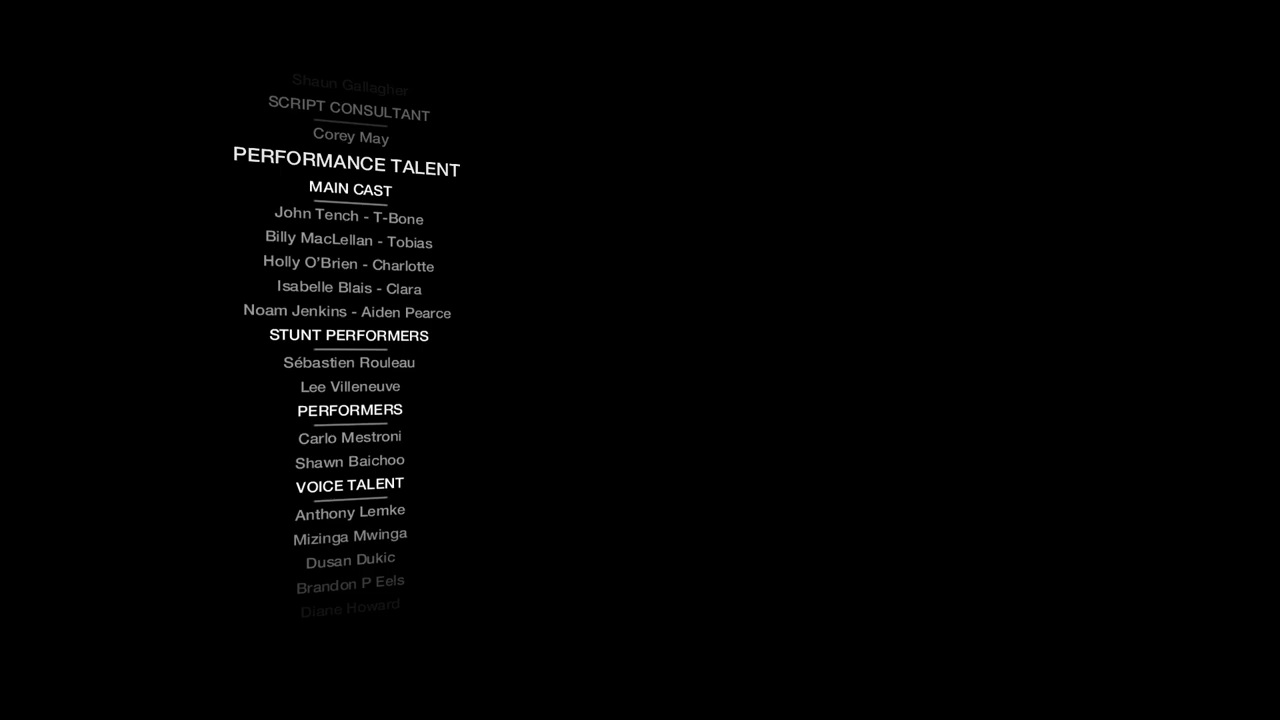 Shaun Gallagher
SCRIPT CONSULTANT
Corey May
PERFORMANCE TALENT
MAIN CAST
John Tench - T-Bone
Billy MacLellan - Tobias
Holly O'Brien - Charlotte
Isabelle Blais - Clara
Noam Jenkins - Aiden Pearce
STUNT PERFORMERS
Sébastien Rouleau
Lee Villeneuve
PERFORMERS
Carlo Mestroni
Shawn Baichoo
VOICE TALENT
Anthony Lemke
Mizinga Mwinga
Dusan Dukic
Brandon P Eels
Diane Howard